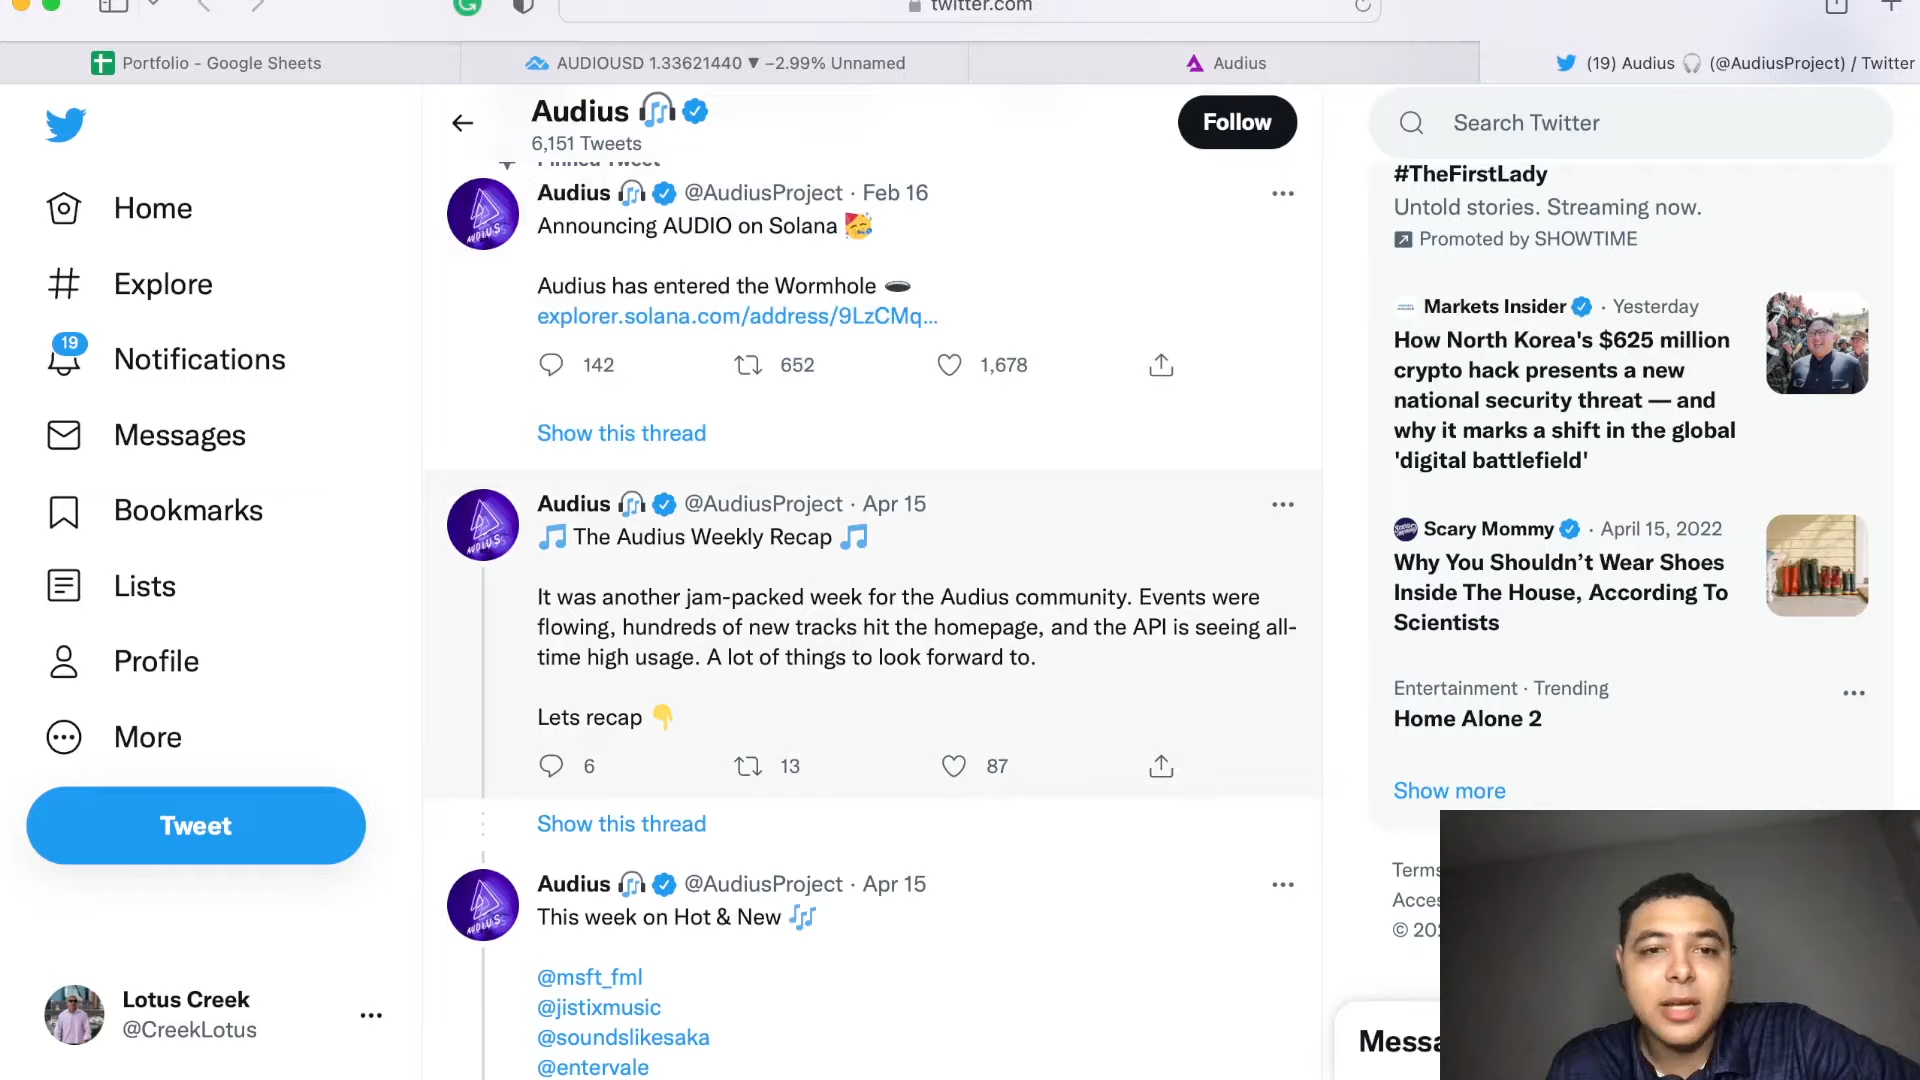 twitter.com
Portfolio - Google Sheets
AUDIOUSD 1.33621440 ▼ −2.99% Unnamed
Audius
(19) Audius 🎧 (@AudiusProject) / Twitter
Home
Explore
19
Notifications
Messages
Bookmarks
Lists
Profile
More
Tweet
Lotus Creek
@CreekLotus
Audius
6,151 Tweets
Follow
Pinned Tweet
Audius @AudiusProject · Feb 16
Announcing AUDIO on Solana 🥳
Audius has entered the Wormhole 🕳️
explorer.solana.com/address/9LzCMq...
142 652 1,678
Show this thread
Audius @AudiusProject · Apr 15
🎵 The Audius Weekly Recap 🎵
It was another jam-packed week for the Audius community. Events were
flowing, hundreds of new tracks hit the homepage, and the API is seeing all-
time high usage. A lot of things to look forward to.
Lets recap 👇
6 13 87
Show this thread
Audius @AudiusProject · Apr 15
This week on Hot & New 🎶
@msft_fml
@jistixmusic
@soundslikesaka
@entervale
Search Twitter
#TheFirstLady
Untold stories. Streaming now.
Promoted by SHOWTIME
Markets Insider · Yesterday
How North Korea's $625 million
crypto hack presents a new
national security threat — and
why it marks a shift in the global
'digital battlefield'
Scary Mommy · April 15, 2022
Why You Shouldn’t Wear Shoes
Inside The House, According To
Scientists
Entertainment · Trending
Home Alone 2
Show more
Terms
Acces
© 202
Messa